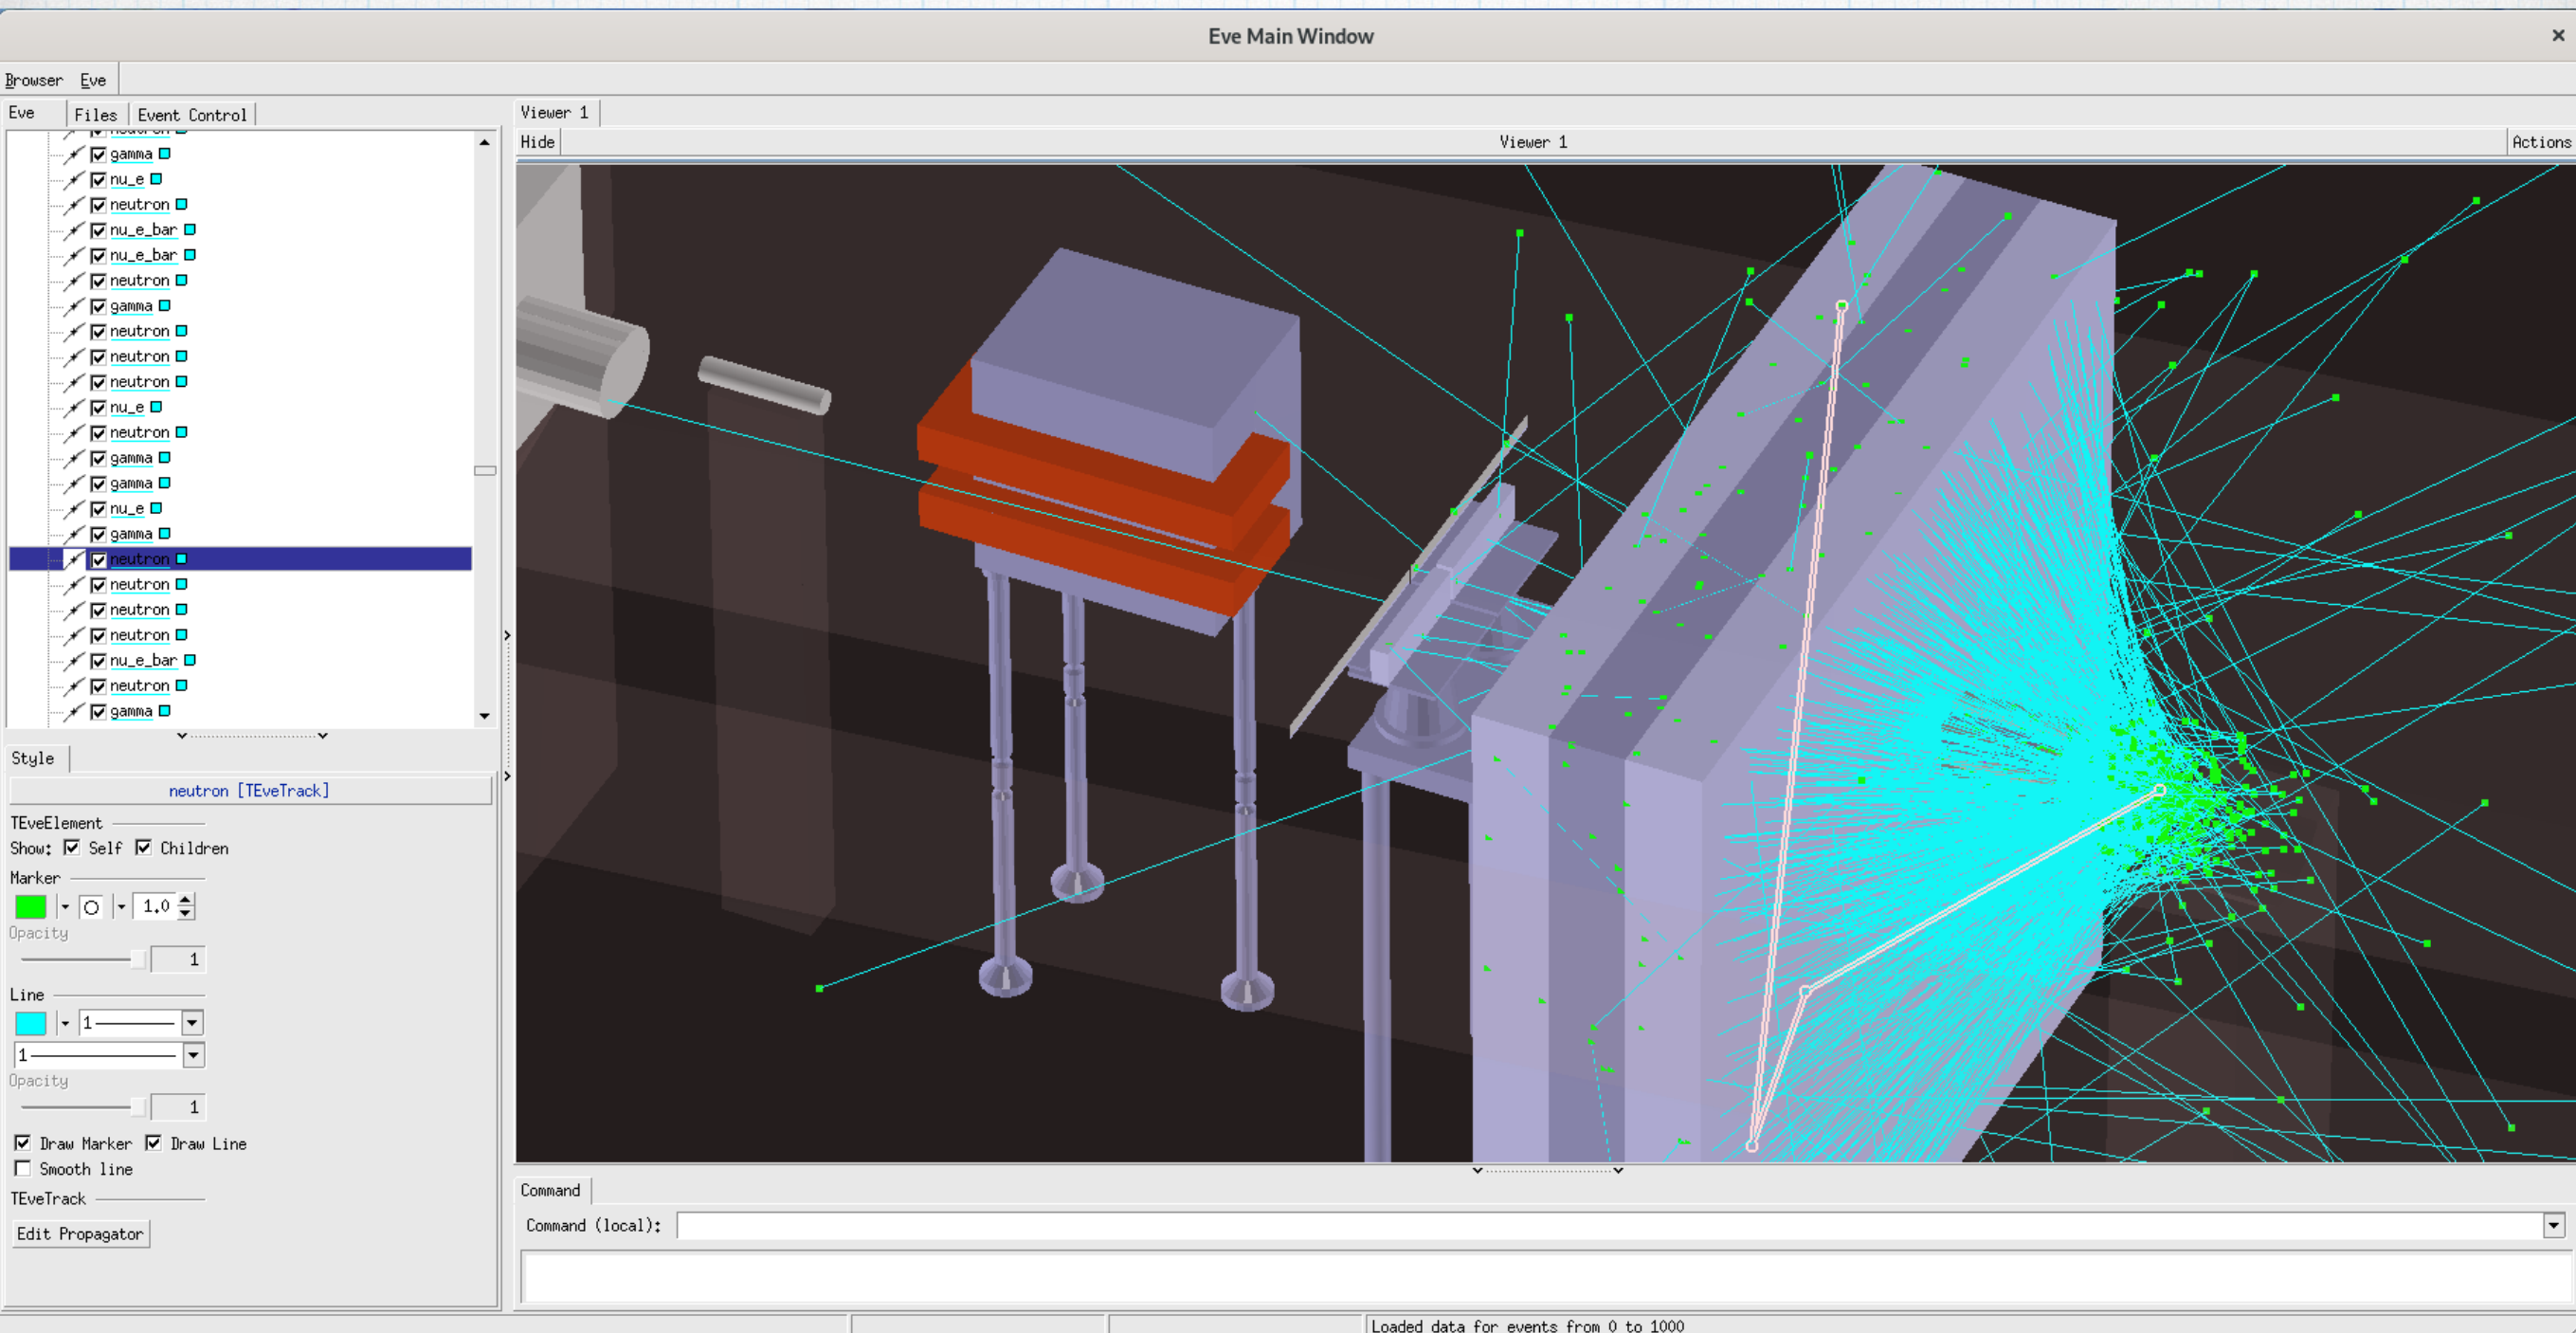 Eve Main Window
Browser Eve
Eve Files Event Control
neutron
gamma
nu_e
neutron
nu_e_bar
nu_e_bar
neutron
gamma
neutron
neutron
neutron
nu_e
neutron
gamma
gamma
nu_e
gamma
neutron
neutron
neutron
neutron
nu_e_bar
neutron
gamma
Style
neutron [TEveTrack]
TEveElement
Show: Self Children
Marker
1.0
Opacity
1
Line
1
1
Opacity
1
Draw Marker Draw Line
Smooth line
TEveTrack
Edit Propagator
Viewer 1
Hide Viewer 1 Actions
Command
Command (local):
Loaded data for events from 0 to 1000